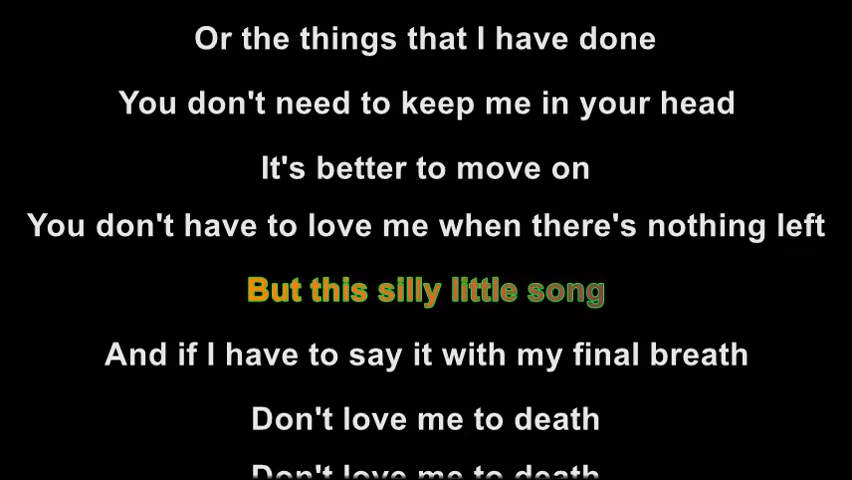 Or the things that I have done
You don't need to keep me in your head
It's better to move on
You don't have to love me when there's nothing left
But this silly little song
And if I have to say it with my final breath
Don't love me to death
Don't love me to death